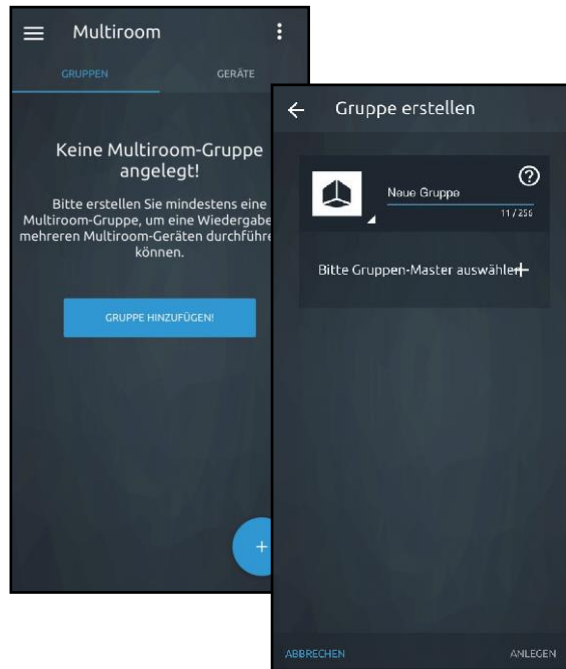 Multiroom
GRUPPEN GERÄTE
Keine Multiroom-Gruppe
angelegt!
Bitte erstellen Sie mindestens eine
Multiroom-Gruppe, um eine Wiedergabe
mehreren Multiroom-Geräten durchführe
können.
GRUPPE HINZUFÜGEN!
+
Gruppe erstellen
Neue Gruppe
11 / 256
Bitte Gruppen-Master auswählen
+
ABBRECHEN ANLEGEN